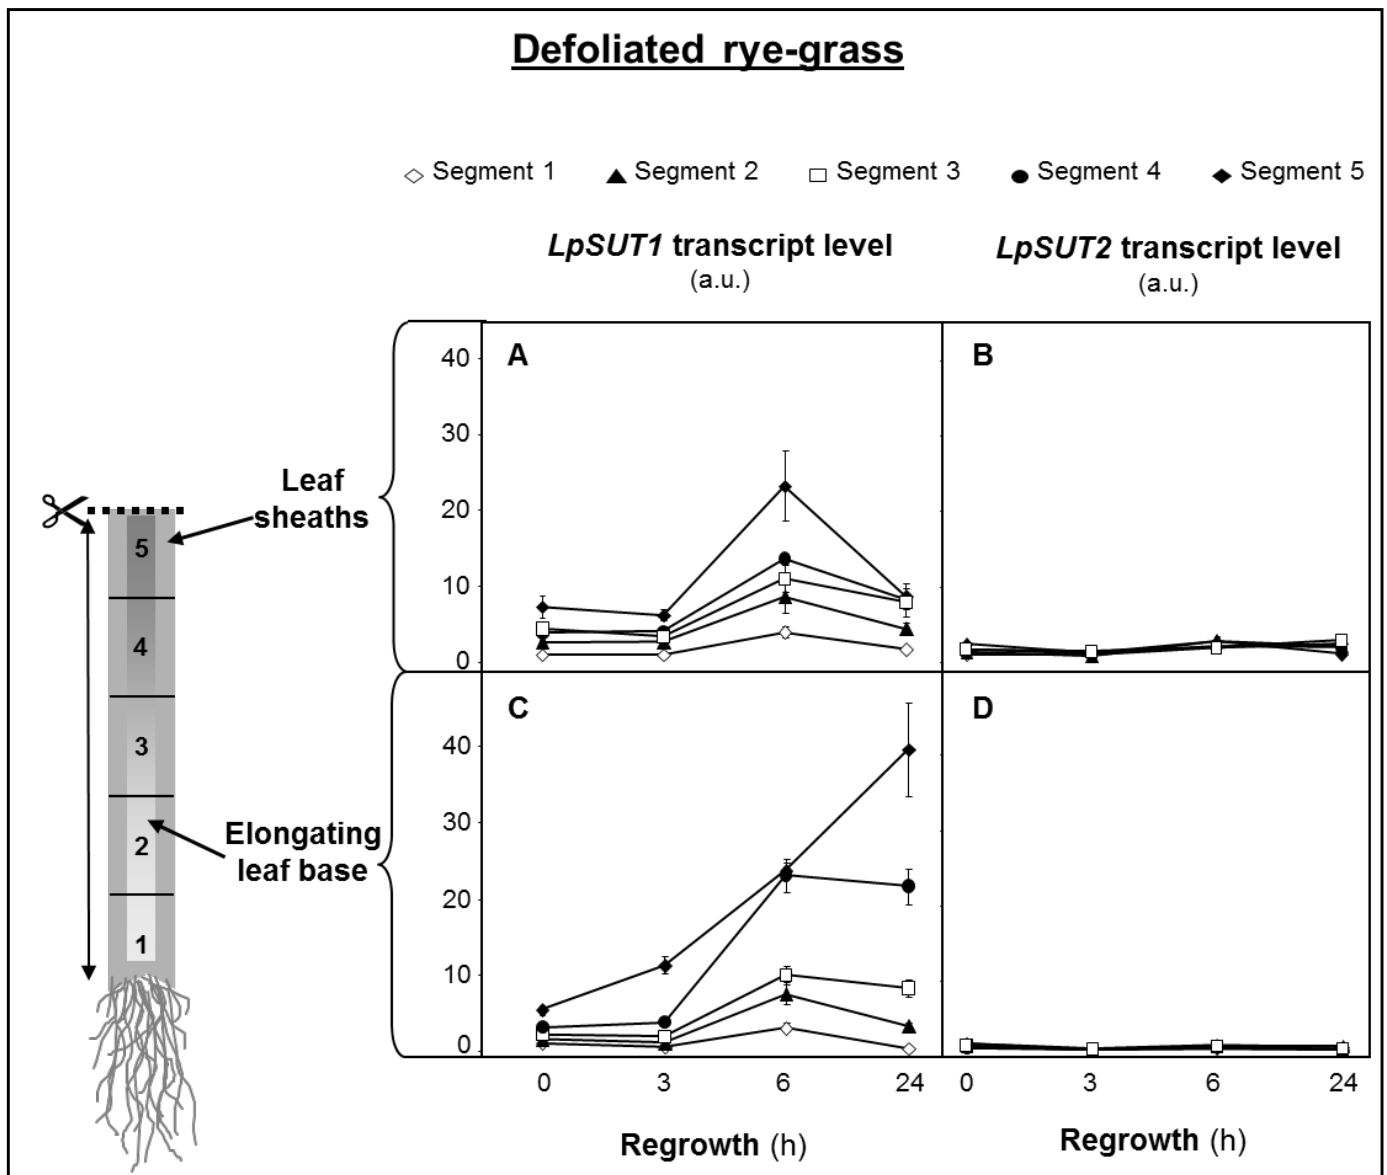 Defoliated rye-grass
Segment 1 Segment 2 Segment 3 Segment 4 Segment 5
LpSUT1 transcript level
(a.u.)
LpSUT2 transcript level
(a.u.)
A
40
30
20
10
0
B
Leaf
sheaths
C
40
30
20
10
0
D
Elongating
leaf base
5
4
3
2
1
0 3 6 24
0 3 6 24
Regrowth (h)
Regrowth (h)